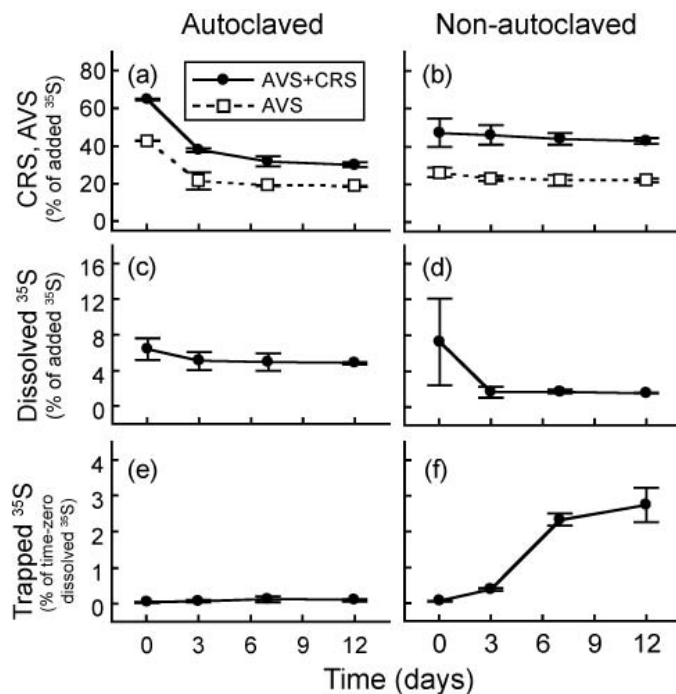 Autoclaved Non-autoclaved
CRS, AVS
(% of added ³⁵S)
80
60
40
20
0
(a)
AVS+CRS
AVS
(b)
Dissolved ³⁵S
(% of added ³⁵S)
16
12
8
4
0
(c)
(d)
Trapped ³⁵S
(% of time-zero
dissolved ³⁵S)
4
3
2
1
0
(e)
(f)
0 3 6 9 12 0 3 6 9 12
Time (days)